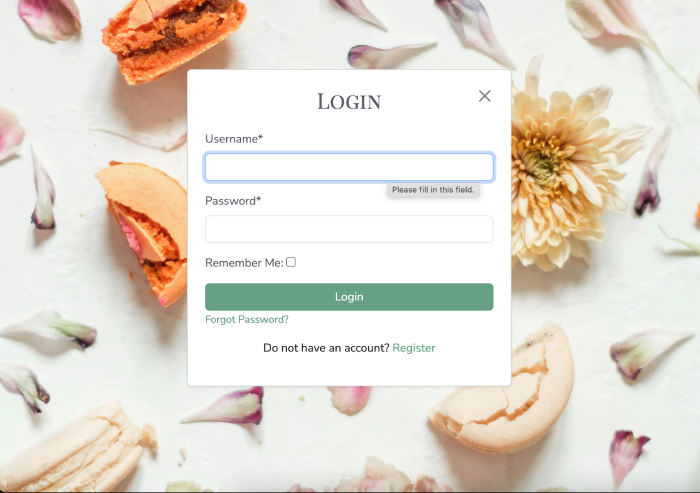 LOGIN
Username*
Please fill in this field.
Password*
Remember Me:
Login
Forgot Password?
Do not have an account? Register